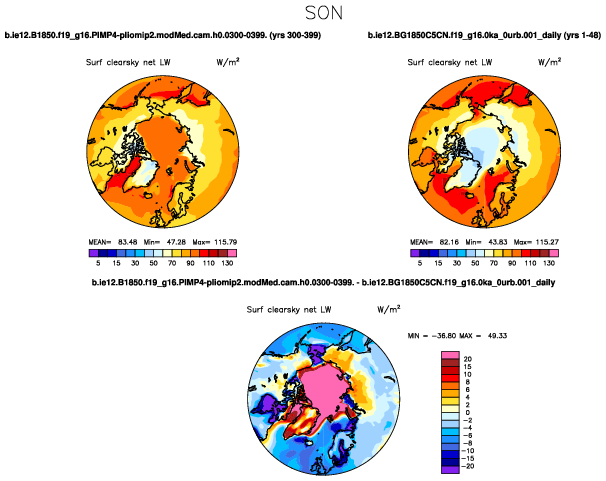 SON
b.ie12.B1850.f19_g16.PIMP4-pliomip2.modMed.cam.h0.0300-0399. (yrs 300-399)
b.ie12.BG1850C5CN.f19_g16.0ka_0urb.001_daily (yrs 1-48)
Surf clearsky net LW W/m²
Surf clearsky net LW W/m²
MEAN= 83.48 Min= 47.28 Max= 115.79
MEAN= 82.16 Min= 43.83 Max= 115.27
5 15 30 50 70 90 110 130
5 15 30 50 70 90 110 130
b.ie12.B1850.f19_g16.PIMP4-pliomip2.modMed.cam.h0.0300-0399. - b.ie12.BG1850C5CN.f19_g16.0ka_0urb.001_daily
Surf clearsky net LW W/m²
MIN = -36.80 MAX = 49.33
20
15
10
8
6
4
2
0
-2
-4
-6
-8
-10
-15
-20